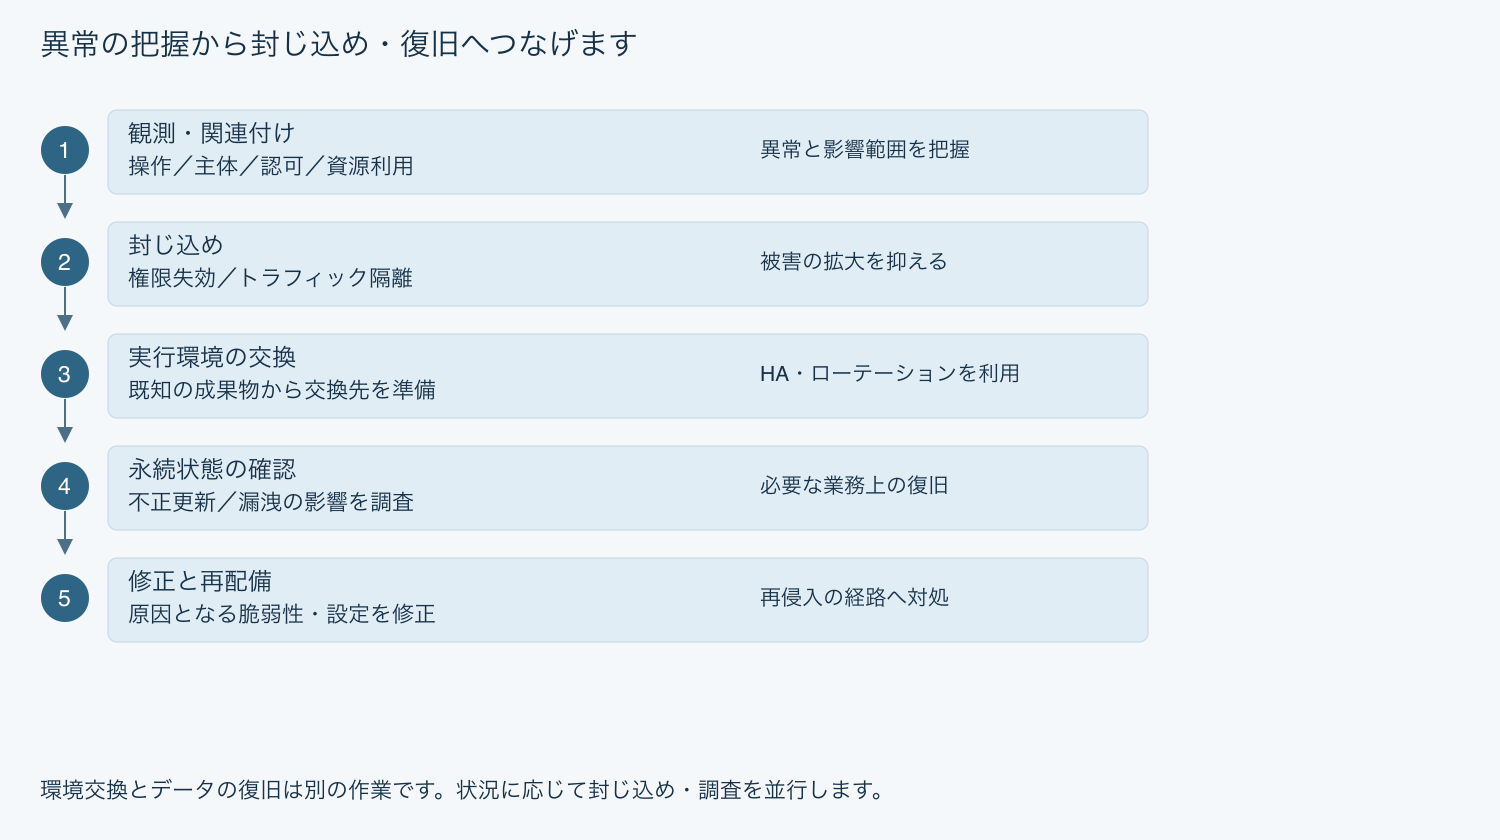 異常の把握から封じ込め・復旧へつなげます
1
観測・関連付け
操作／主体／認可／資源利用
異常と影響範囲を把握
2
封じ込め
権限失効／トラフィック隔離
被害の拡大を抑える
3
実行環境の交換
既知の成果物から交換先を準備
HA・ローテーションを利用
4
永続状態の確認
不正更新／漏洩の影響を調査
必要な業務上の復旧
5
修正と再配備
原因となる脆弱性・設定を修正
再侵入の経路へ対処
環境交換とデータの復旧は別の作業です。状況に応じて封じ込め・調査を並行します。